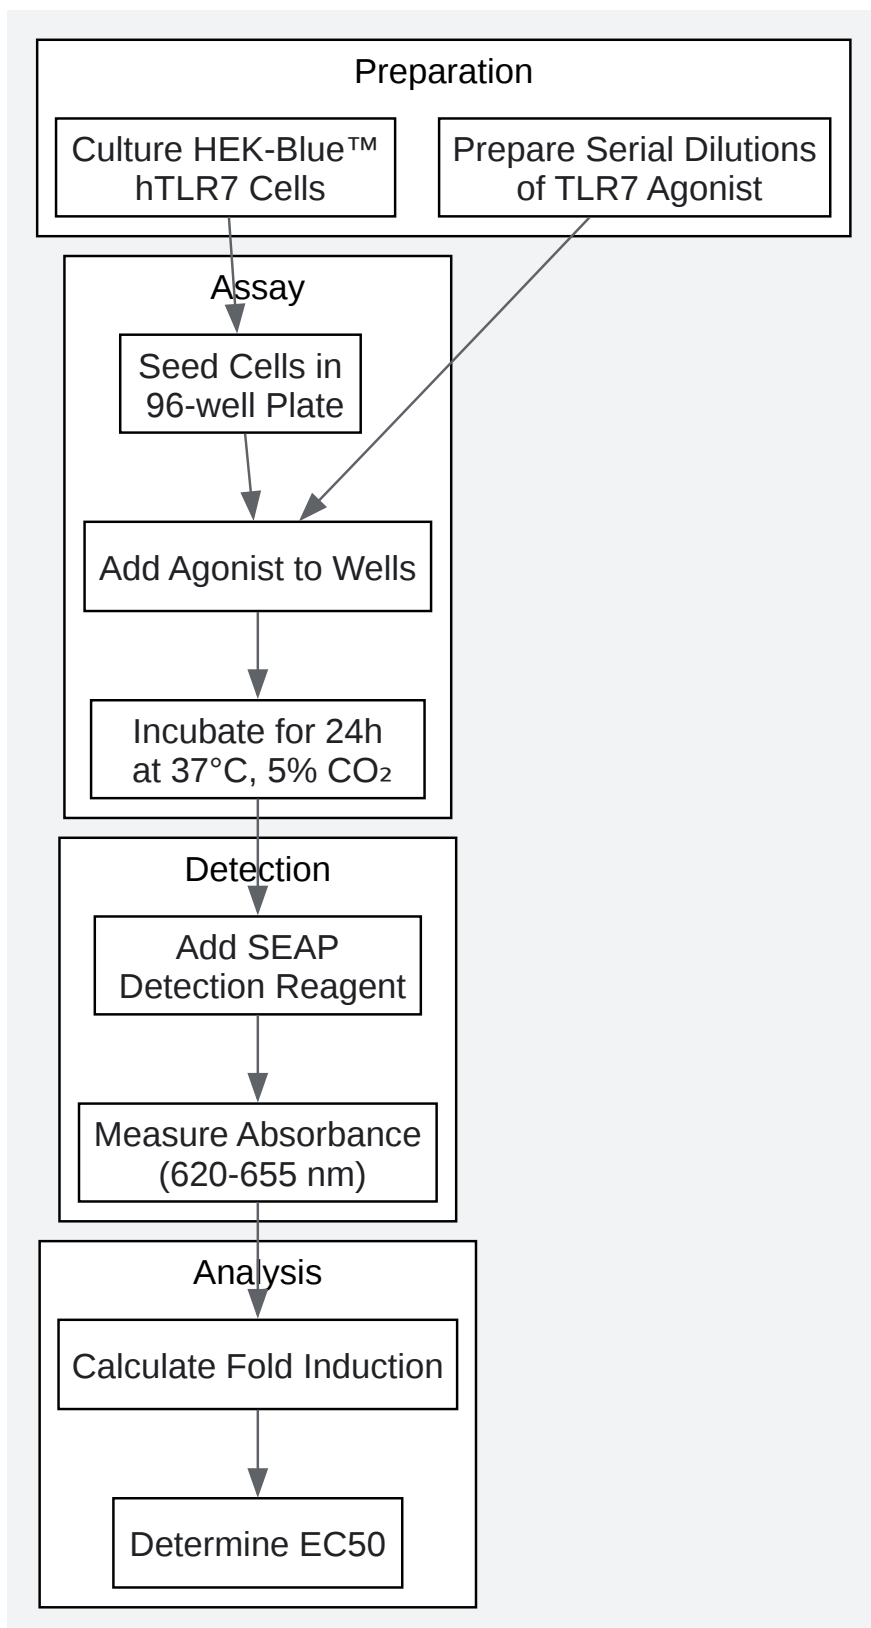 Preparation
Culture HEK-Blue™
hTLR7 Cells
Prepare Serial Dilutions
of TLR7 Agonist
Assay
Seed Cells in
96-well Plate
Add Agonist to Wells
Incubate for 24h
at 37°C, 5% CO₂
Detection
Add SEAP
Detection Reagent
Measure Absorbance
(620-655 nm)
Analysis
Calculate Fold Induction
Determine EC50